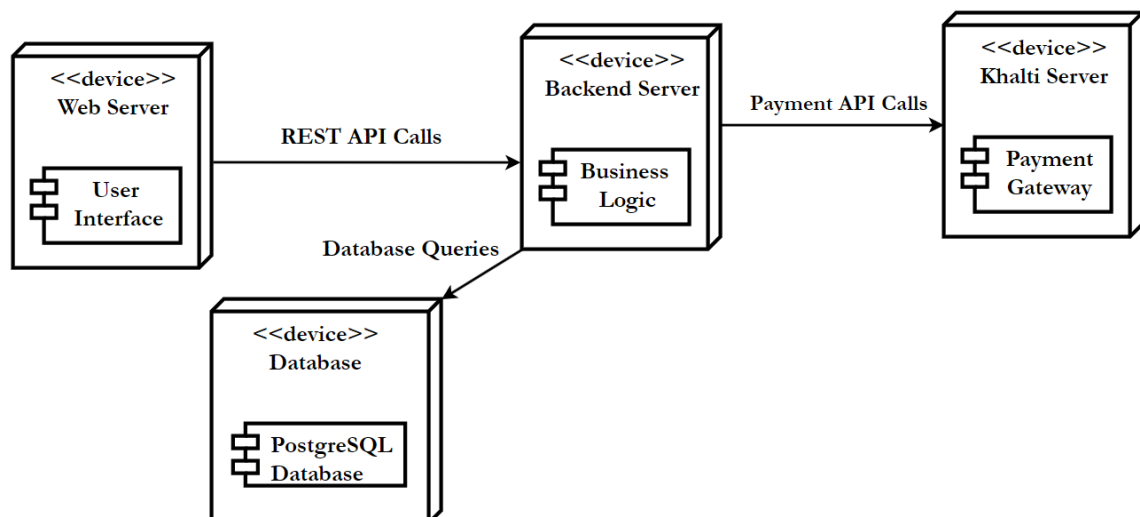 <<device>>
Web Server
User
Interface
REST API Calls
<<device>>
Backend Server
Business
Logic
Payment API Calls
<<device>>
Khalti Server
Payment
Gateway
Database Queries
<<device>>
Database
PostgreSQL
Database